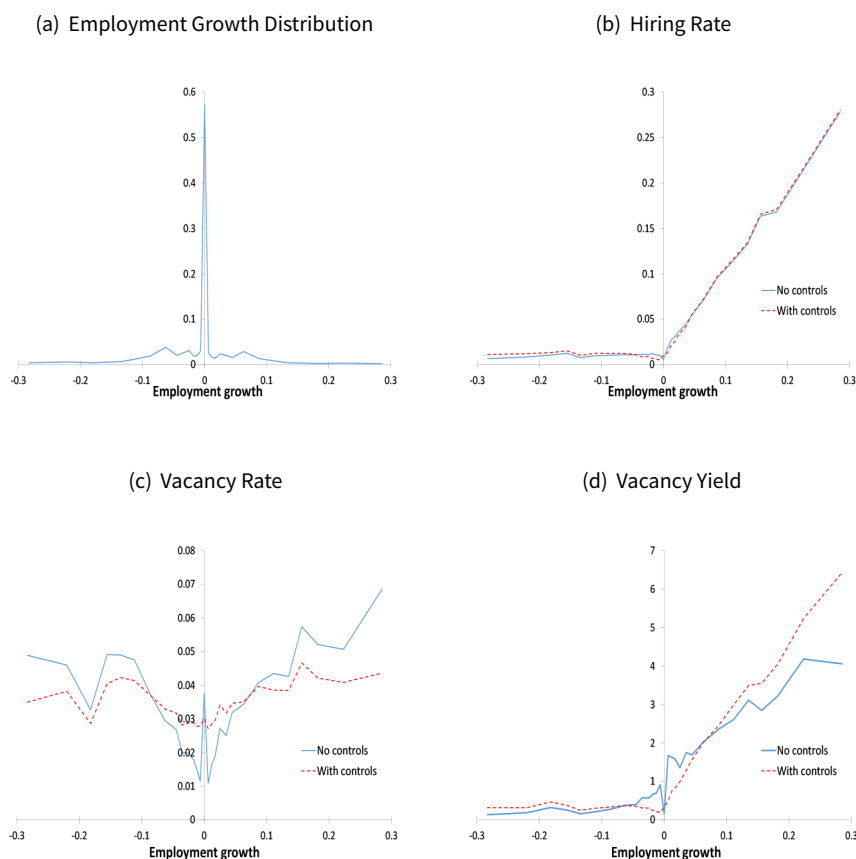 (a) Employment Growth Distribution
(b) Hiring Rate
0.6
0.5
0.4
0.3
0.2
0.1
0
-0.3 -0.2 -0.1 0 0.1 0.2 0.3
Employment growth
0.3
0.25
0.2
0.15
0.1
0.05
0
No controls
With controls
-0.3 -0.2 -0.1 0 0.1 0.2 0.3
Employment growth
(c) Vacancy Rate
(d) Vacancy Yield
0.08
0.07
0.06
0.05
0.04
0.03
0.02
0.01
0
No controls
With controls
-0.3 -0.2 -0.1 0 0.1 0.2 0.3
Employment growth
7
6
5
4
3
2
1
0
No controls
With controls
-0.3 -0.2 -0.1 0 0.1 0.2 0.3
Employment growth